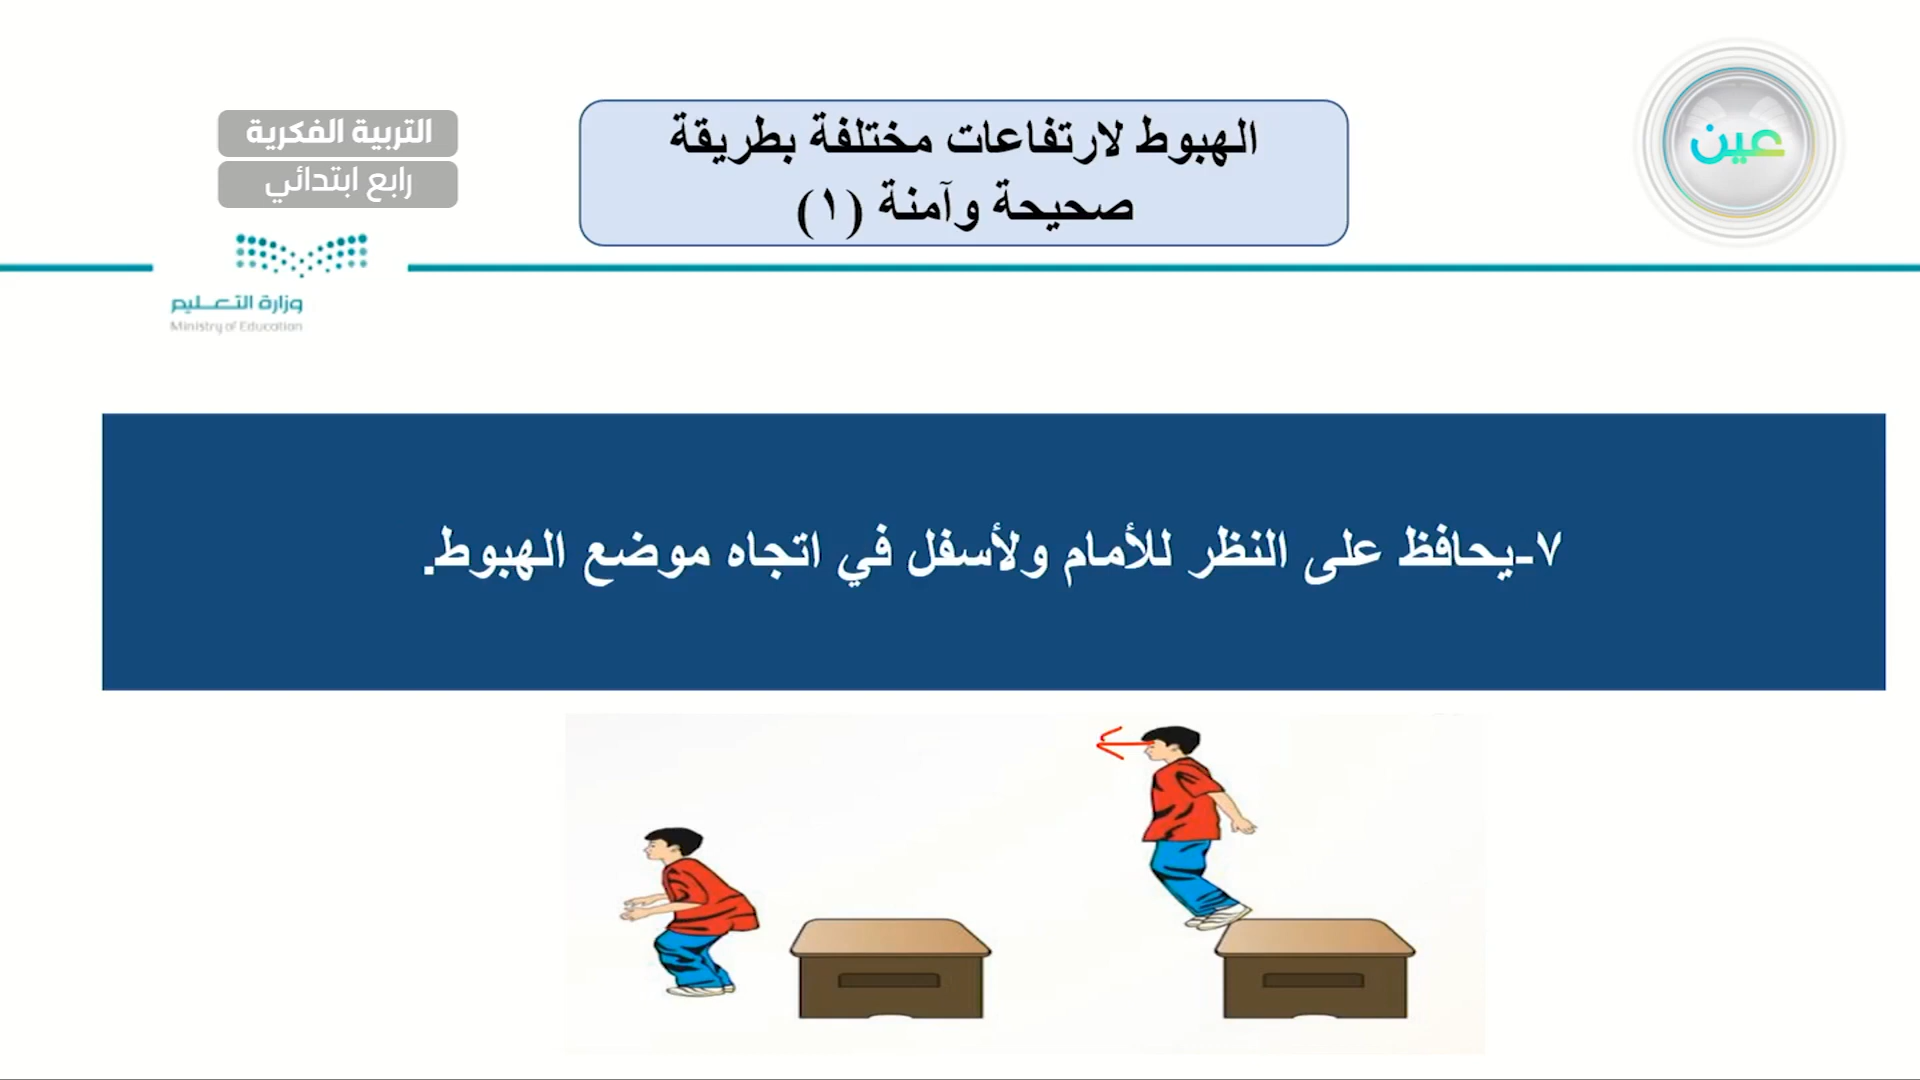 عين
الهبوط لارتفاعات مختلفة بطريقة
صحيحة وآمنة (١)
التربية الفكرية
رابع ابتدائي
وزارة التعـــليم
Ministry of Education
٧-يحافظ على النظر للأمام ولأسفل في اتجاه موضع الهبوط.